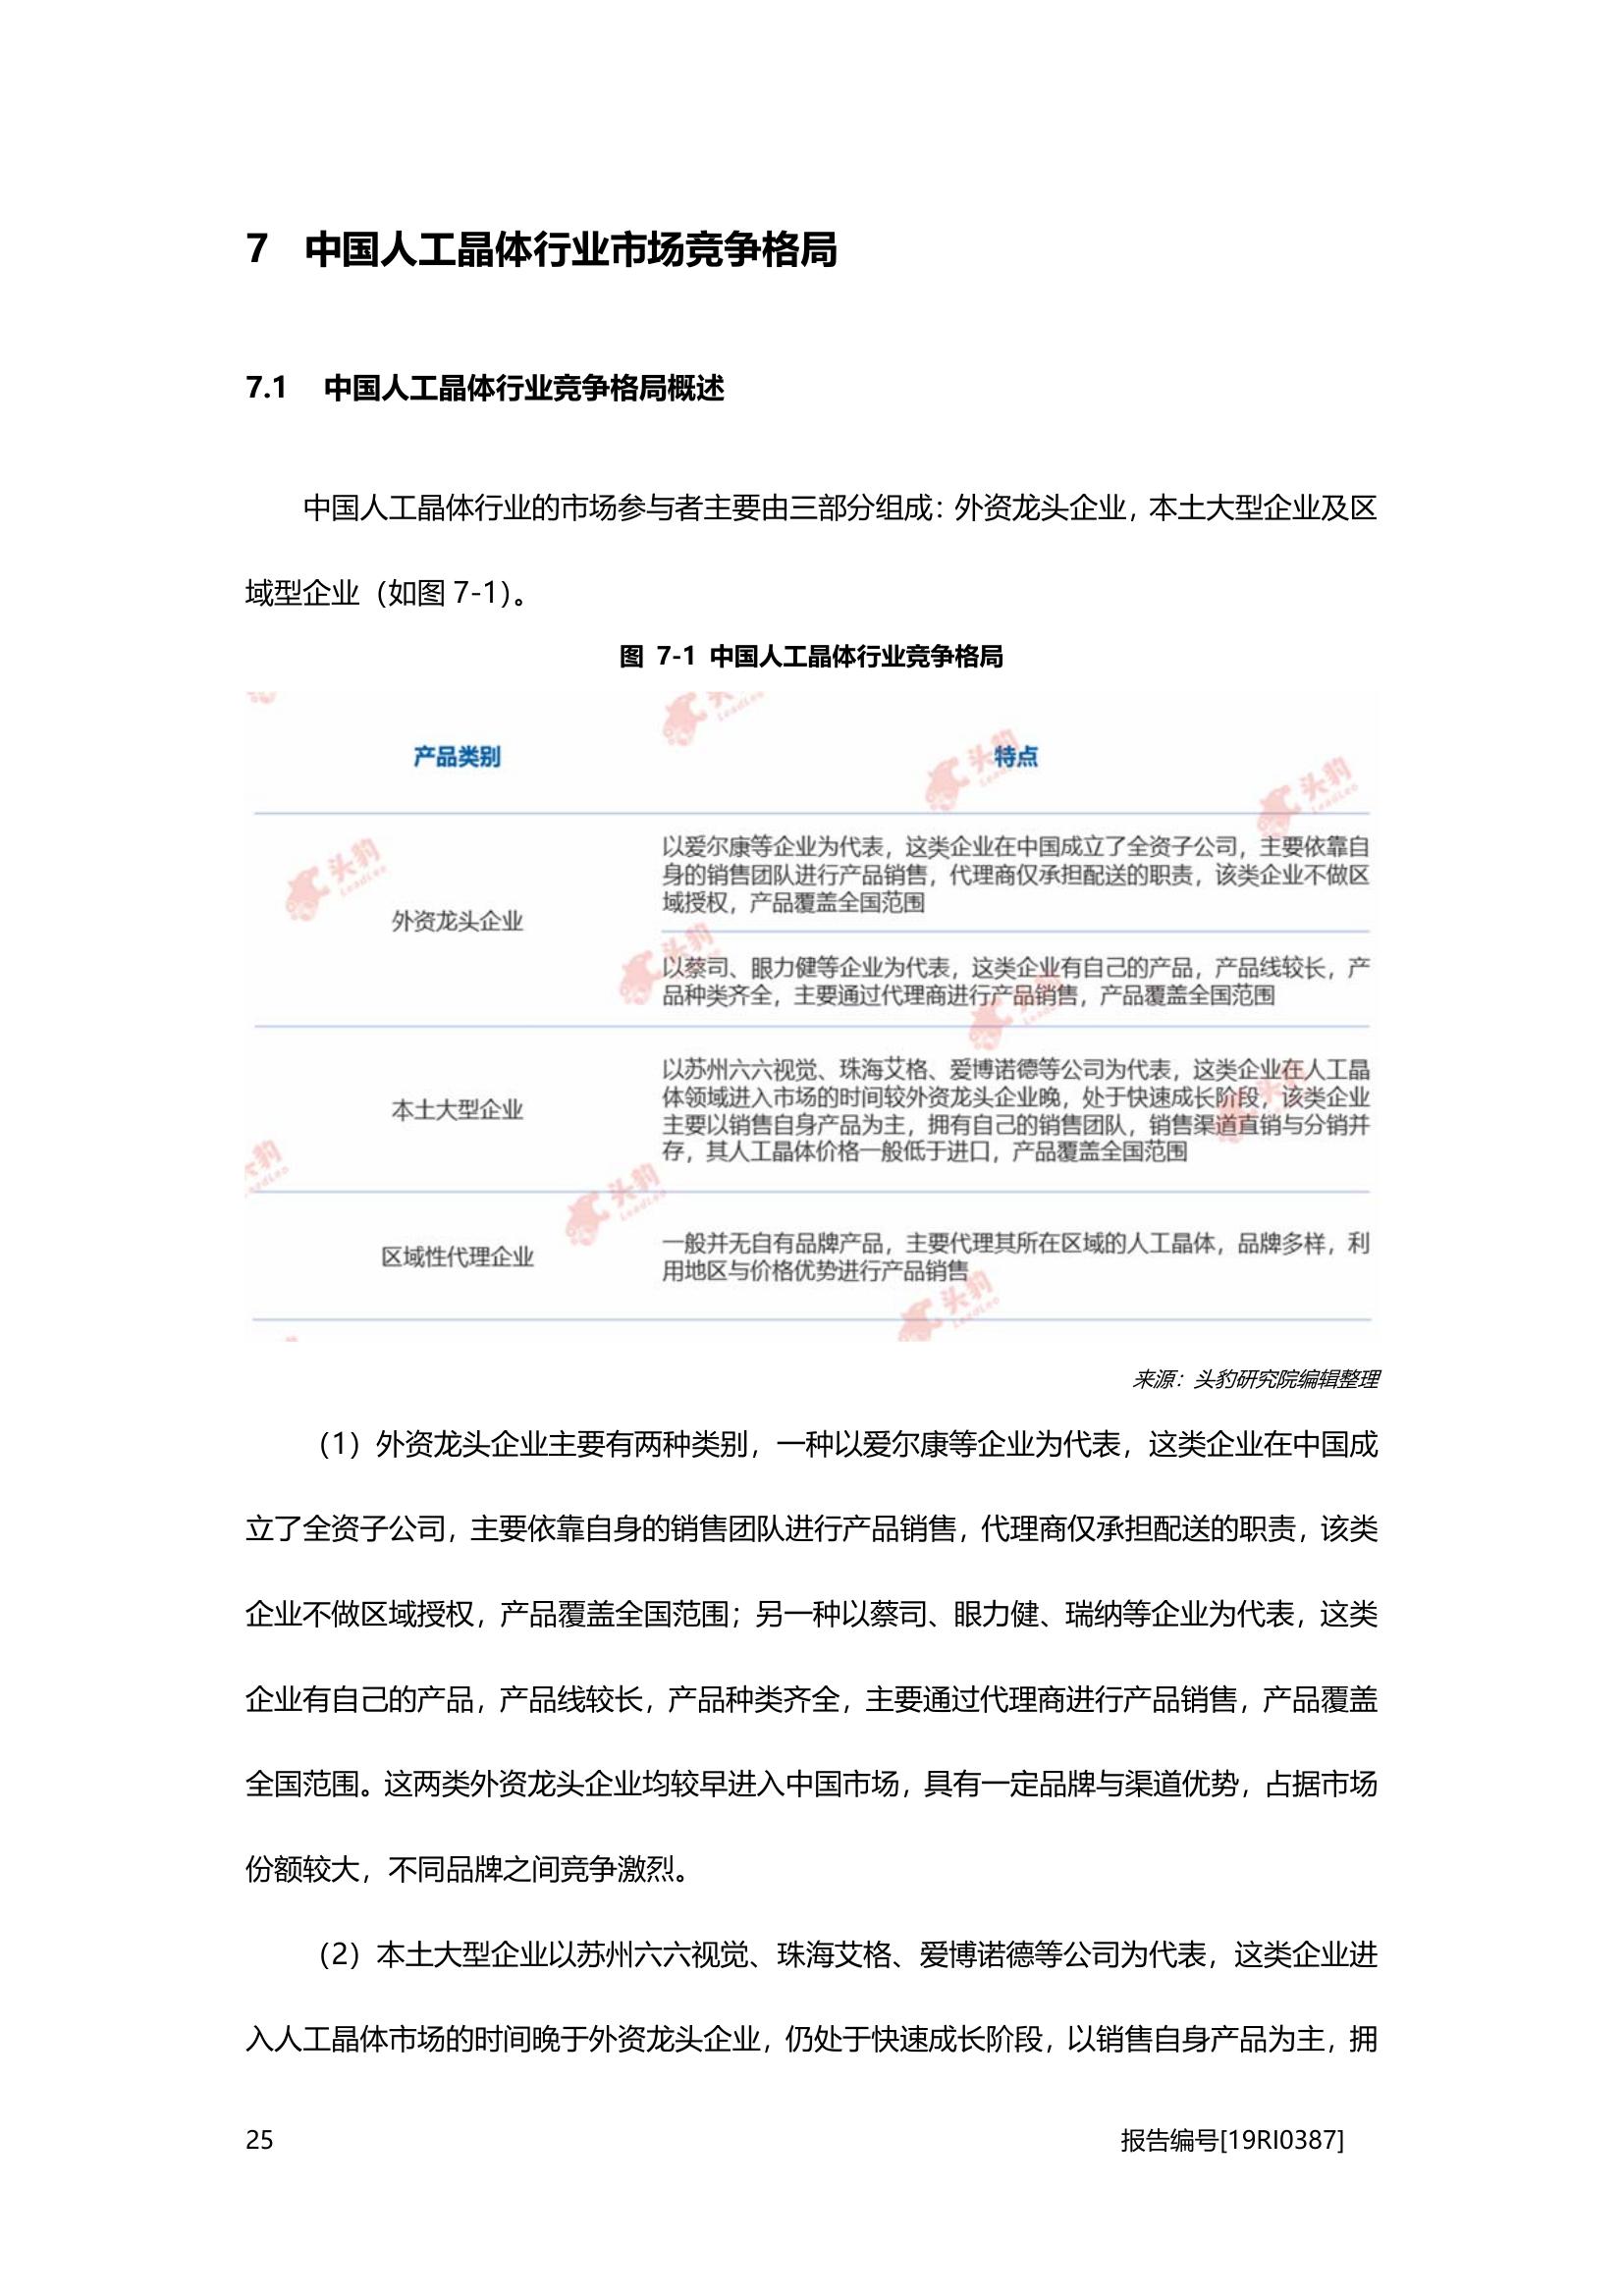 7 中国人工晶体行业市场竞争格局
7.1 中国人工晶体行业竞争格局概述
中国人工晶体行业的市场参与者主要由三部分组成：外资龙头企业，本土大型企业及区
域型企业（如图 7-1）。
图 7-1 中国人工晶体行业竞争格局
产品类别 特点
外资龙头企业
以爱尔康等企业为代表，这类企业在中国成立了全资子公司，主要依靠自
身的销售团队进行产品销售，代理商仅承担配送的职责，该类企业不做区
域授权，产品覆盖全国范围
以蔡司、眼力健等企业为代表，这类企业有自己的产品，产品线较长，产
品种类齐全，主要通过代理商进行产品销售，产品覆盖全国范围
本土大型企业
以苏州六六视觉、珠海艾格、爱博诺德等公司为代表，这类企业在人工晶
体领域进入市场的时间较外资龙头企业晚，处于快速成长阶段，该类企业
主要以销售自身产品为主，拥有自己的销售团队，销售渠道直销与分销并
存，其人工晶体价格一般低于进口，产品覆盖全国范围
区域性代理企业
一般并无自有品牌产品，主要代理其所在区域的人工晶体，品牌多样，利
用地区与价格优势进行产品销售
头豹
LeadLeo
来源：头豹研究院编辑整理
（1）外资龙头企业主要有两种类别，一种以爱尔康等企业为代表，这类企业在中国成
立了全资子公司，主要依靠自身的销售团队进行产品销售，代理商仅承担配送的职责，该类
企业不做区域授权，产品覆盖全国范围；另一种以蔡司、眼力健、瑞纳等企业为代表，这类
企业有自己的产品，产品线较长，产品种类齐全，主要通过代理商进行产品销售，产品覆盖
全国范围。这两类外资龙头企业均较早进入中国市场，具有一定品牌与渠道优势，占据市场
份额较大，不同品牌之间竞争激烈。
（2）本土大型企业以苏州六六视觉、珠海艾格、爱博诺德等公司为代表，这类企业进
入人工晶体市场的时间晚于外资龙头企业，仍处于快速成长阶段，以销售自身产品为主，拥
25 报告编号[19RI0387]